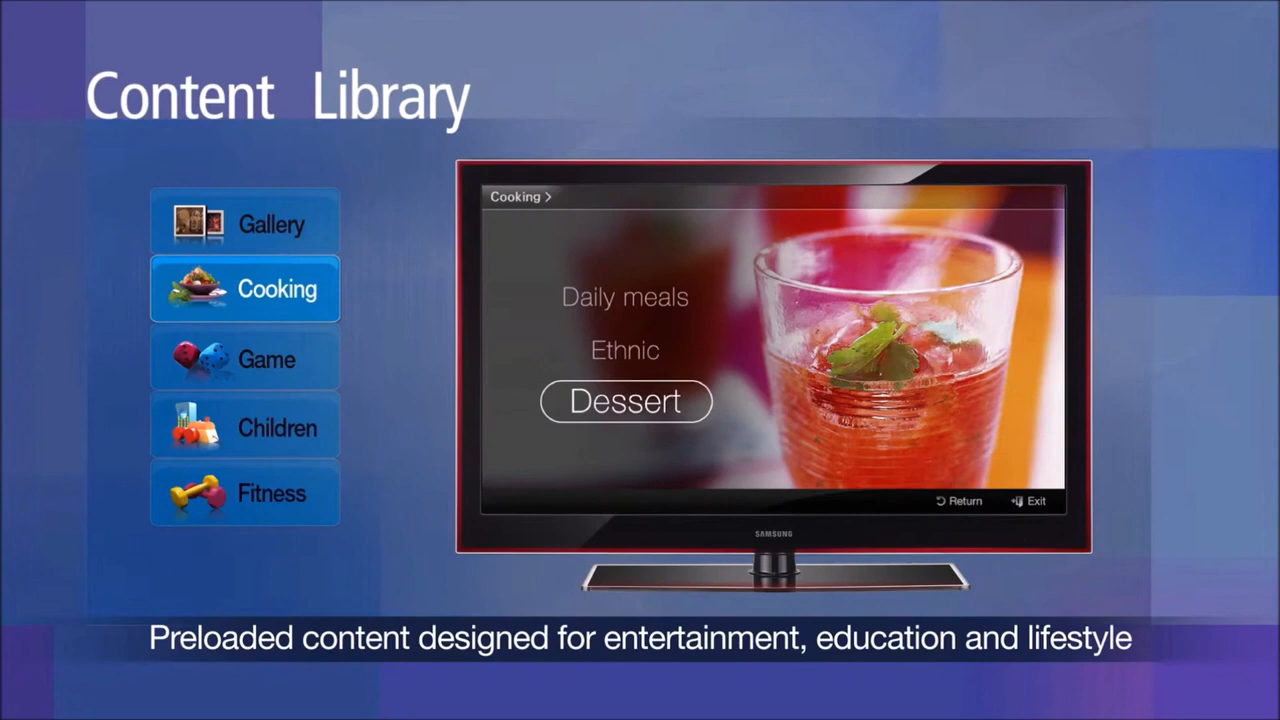 Content Library
Gallery
Cooking
Game
Children
Fitness
Cooking >
Daily meals
Ethnic
Dessert
Return
Exit
SAMSUNG
Preloaded content designed for entertainment, education and lifestyle